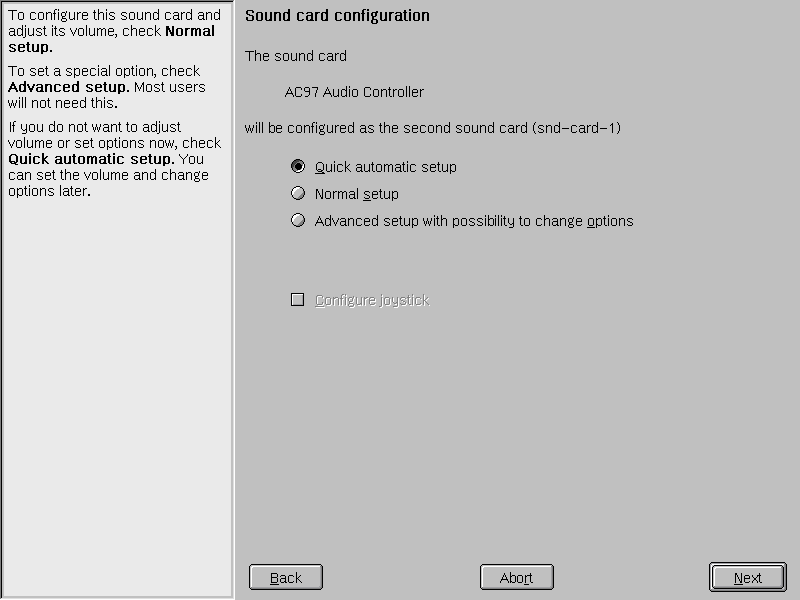 To configure this sound card and
adjust its volume, check Normal
setup.
To set a special option, check
Advanced setup. Most users
will not need this.
If you do not want to adjust
volume or set options now, check
Quick automatic setup. You
can set the volume and change
options later.
Sound card configuration
The sound card
AC97 Audio Controller
will be configured as the second sound card (snd-card-1)
Quick automatic setup
Normal setup
Advanced setup with possibility to change options
Configure joystick
Back
Abort
Next